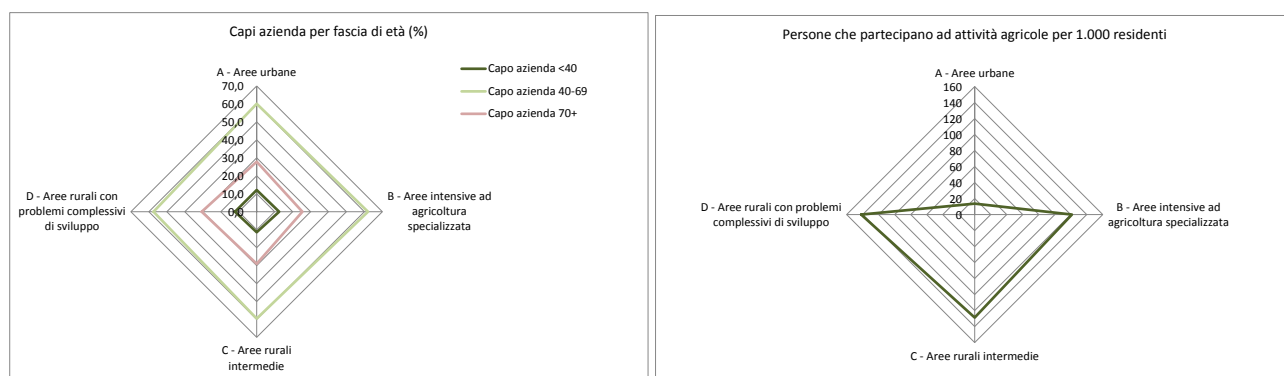 Capi azienda per fascia di età (%)
A - Aree urbane
Capo azienda <40
Capo azienda 40-69
Capo azienda 70+
70,0
60,0
50,0
40,0
30,0
20,0
10,0
0,0
D - Aree rurali con
problemi complessivi
di sviluppo
B - Aree intensive ad
agricoltura
specializzata
C - Aree rurali
intermedie
Persone che partecipano ad attività agricole per 1.000 residenti
A - Aree urbane
160
140
120
100
80
60
40
20
0
D - Aree rurali con problemi
complessivi di sviluppo
B - Aree intensive ad
agricoltura specializzata
C - Aree rurali intermedie